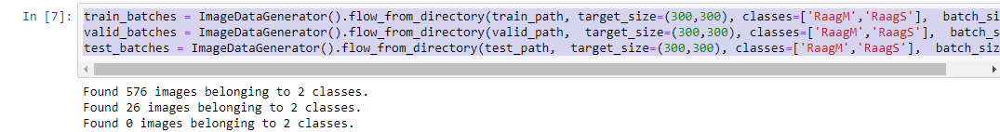 In [7]: train_batches = ImageDataGenerator().flow_from_directory(train_path, target_size=(300,300), classes=['RaagM','RaagS'],  batch_si
valid_batches = ImageDataGenerator().flow_from_directory(valid_path,  target_size=(300,300), classes=['RaagM','RaagS'],  batch_s
test_batches = ImageDataGenerator().flow_from_directory(test_path,  target_size=(300,300), classes=['RaagM','RaagS'],  batch_size
Found 576 images belonging to 2 classes.
Found 26 images belonging to 2 classes.
Found 0 images belonging to 2 classes.